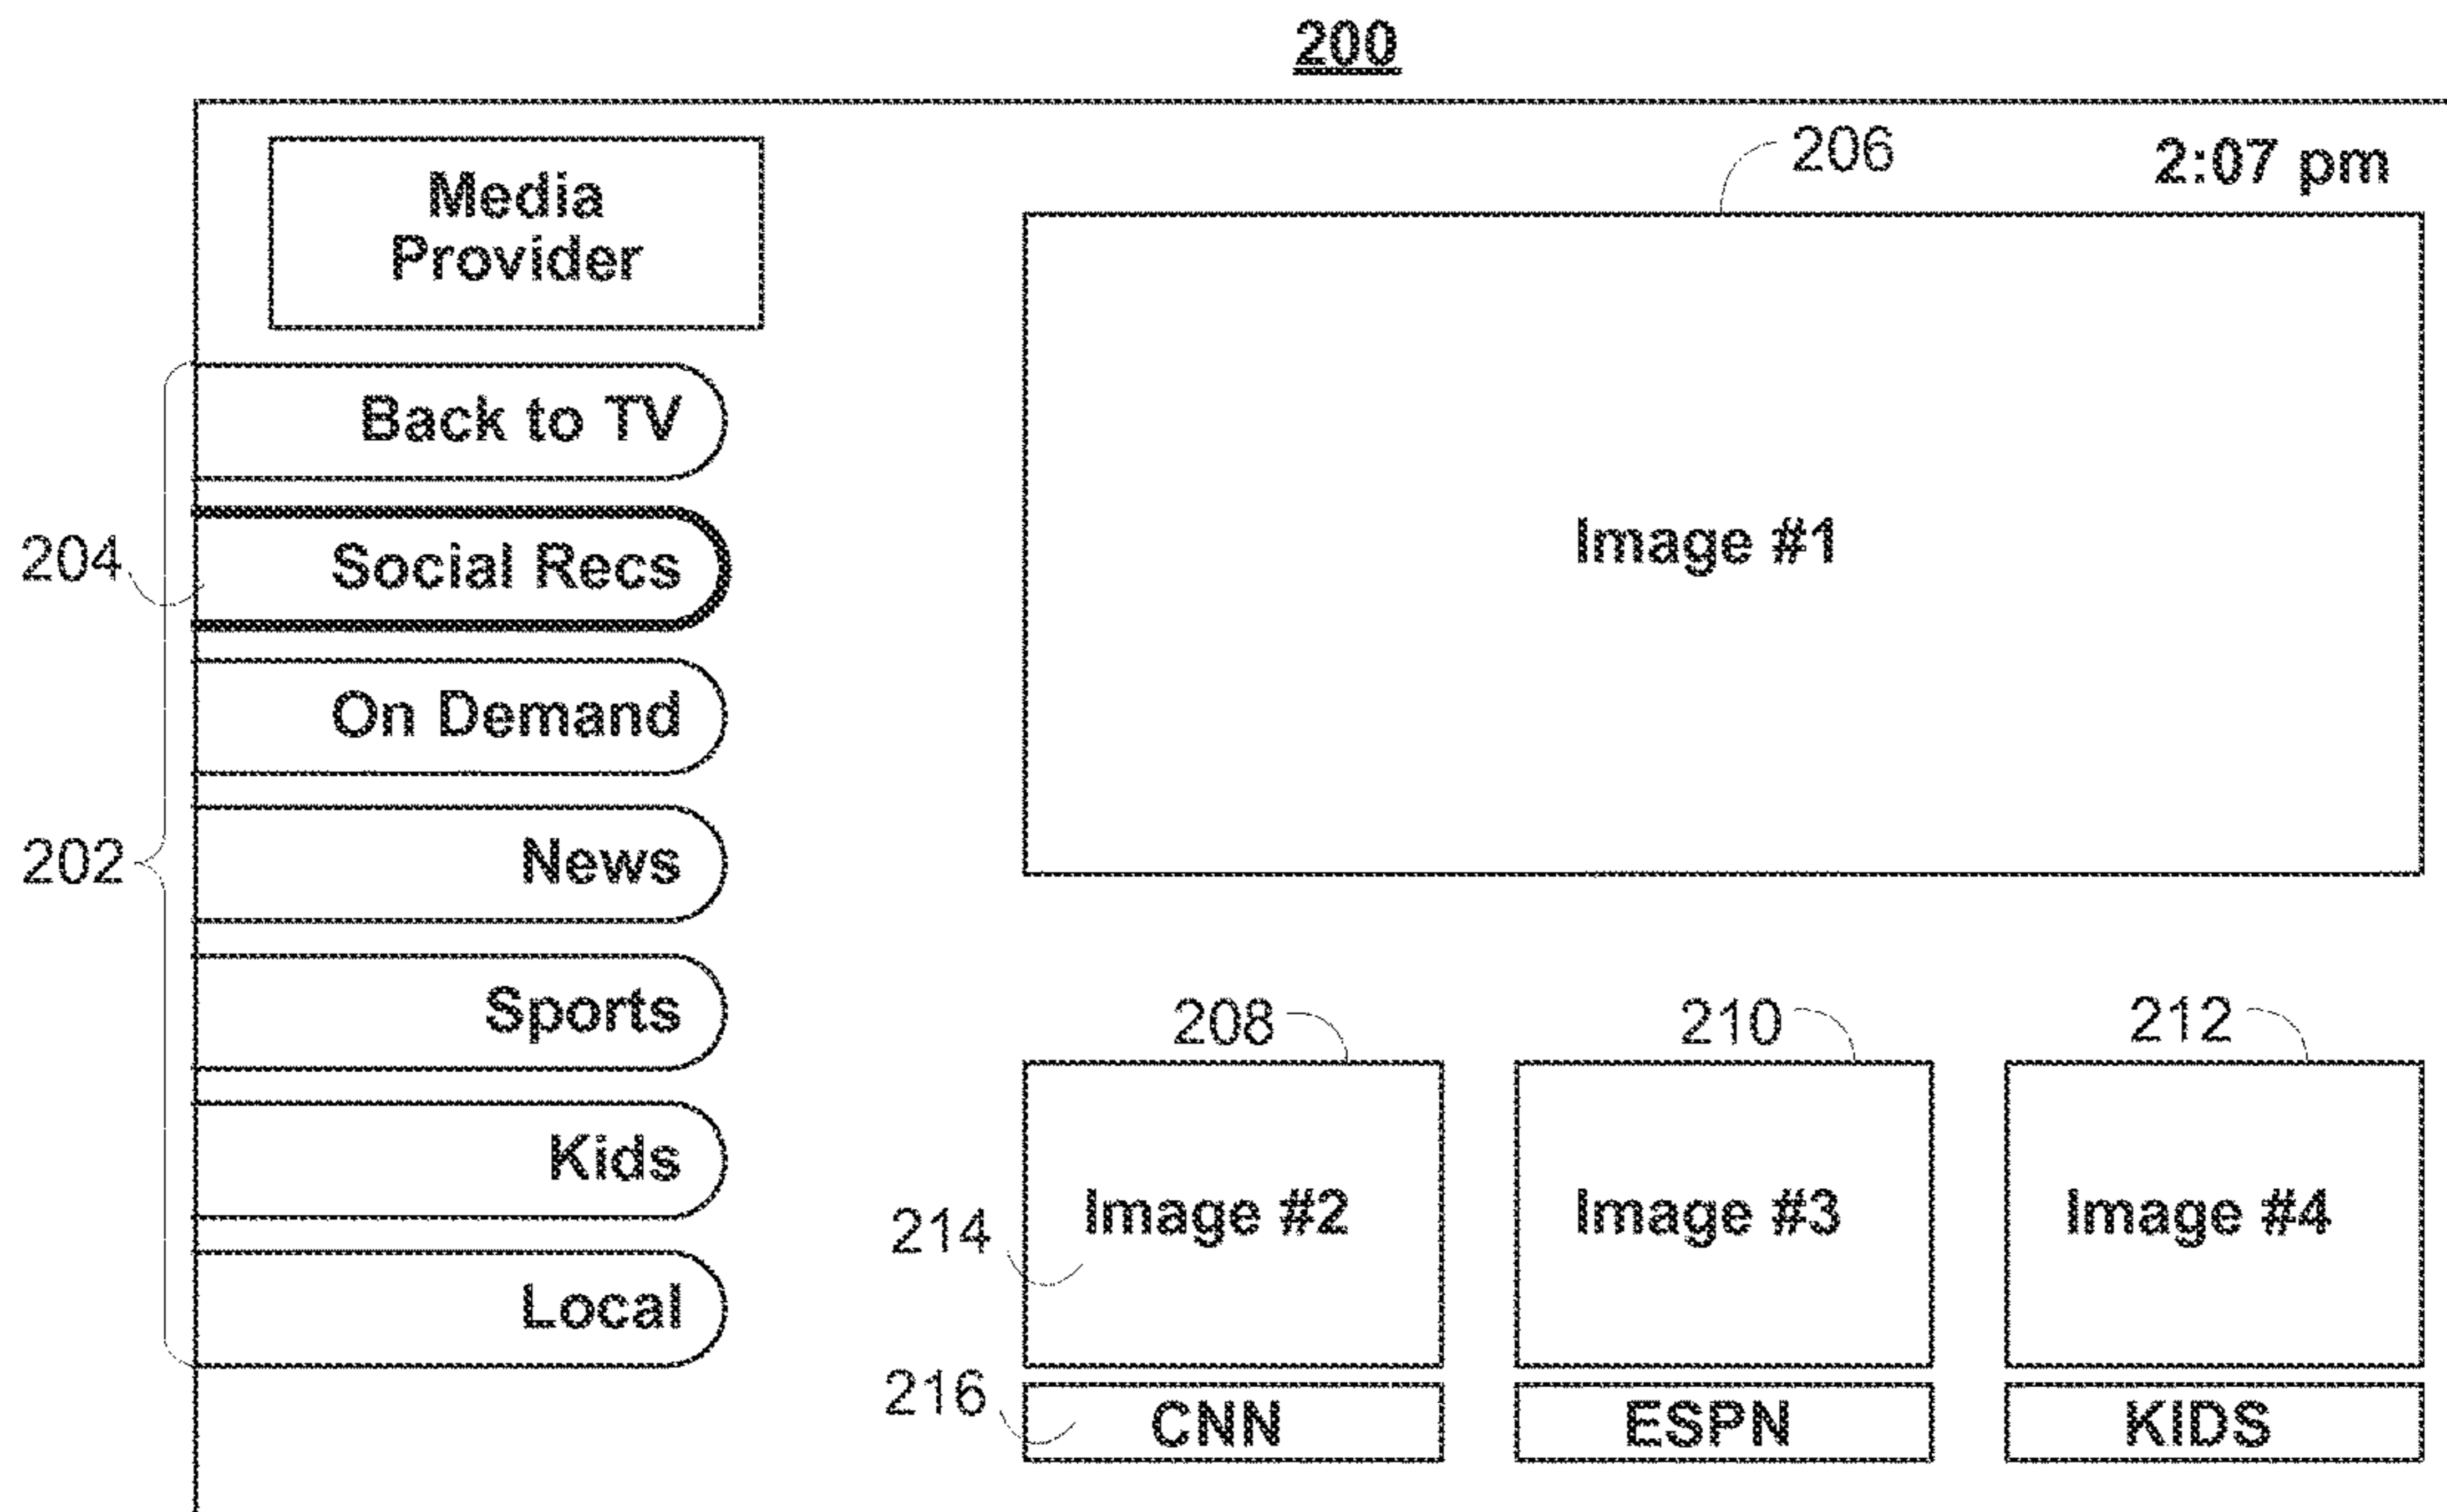 200
206
2:07 pm
Media
Provider
Back to TV
204
Social Recs
Image #1
On Demand
202
News
Sports
208
210
212
Kids
214
Image #2
Image #3
Image #4
Local
216
CNN
ESPN
KIDS